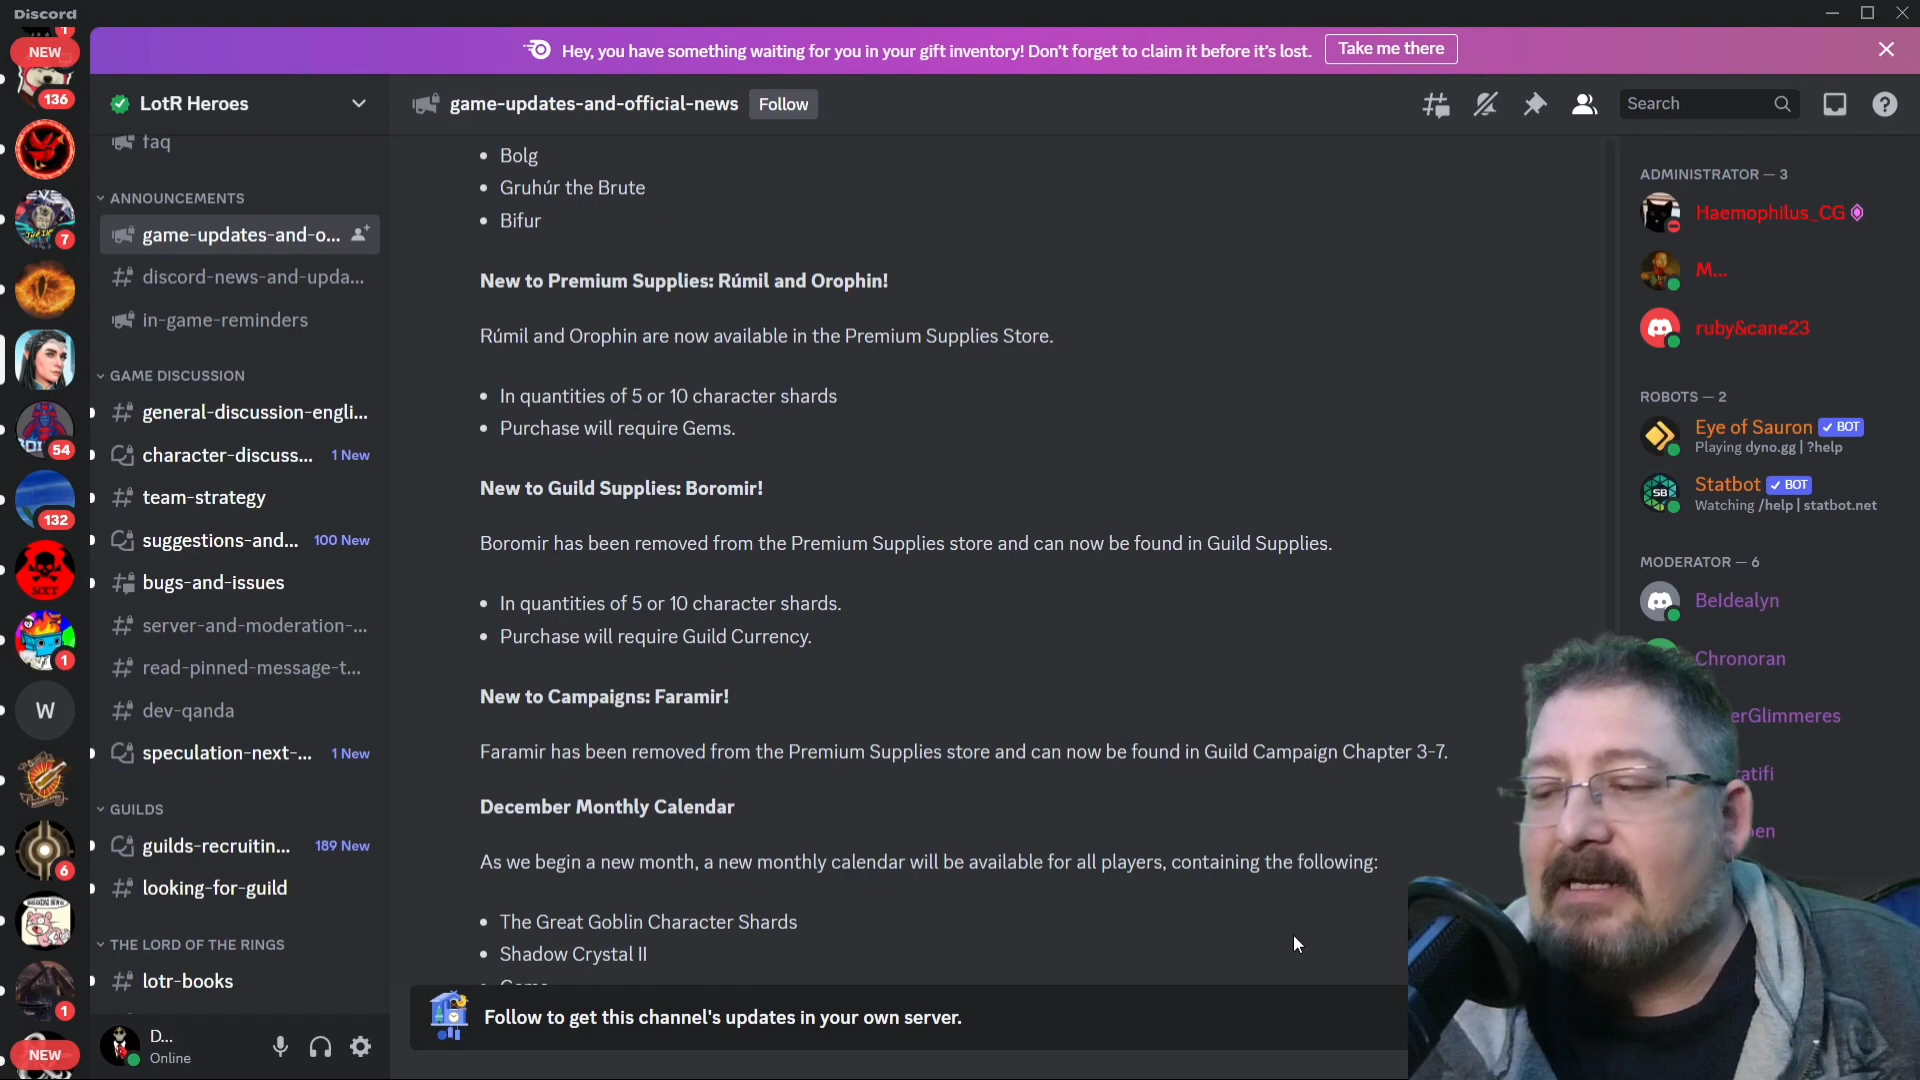 Discord
1
NEW
136
7
54
132
1
W
6
1
NEW
Hey, you have something waiting for you in your gift inventory! Don't forget to claim it before it's lost.
Take me there
LotR Heroes
faq
ANNOUNCEMENTS
game-updates-and-o...
discord-news-and-upda...
in-game-reminders
GAME DISCUSSION
general-discussion-engli...
character-discuss... 1 New
team-strategy
suggestions-and... 100 New
bugs-and-issues
server-and-moderation-...
read-pinned-message-t...
dev-qanda
speculation-next-... 1 New
GUILDS
guilds-recruitin... 189 New
looking-for-guild
THE LORD OF THE RINGS
lotr-books
D...
Online
game-updates-and-official-news
Follow
Search
Bolg
Gruhúr the Brute
Bifur
New to Premium Supplies: Rúmil and Orophin!
Rúmil and Orophin are now available in the Premium Supplies Store.
In quantities of 5 or 10 character shards
Purchase will require Gems.
New to Guild Supplies: Boromir!
Boromir has been removed from the Premium Supplies store and can now be found in Guild Supplies.
In quantities of 5 or 10 character shards.
Purchase will require Guild Currency.
New to Campaigns: Faramir!
Faramir has been removed from the Premium Supplies store and can now be found in Guild Campaign Chapter 3-7.
December Monthly Calendar
As we begin a new month, a new monthly calendar will be available for all players, containing the following:
The Great Goblin Character Shards
Shadow Crystal II
Follow to get this channel's updates in your own server.
ADMINISTRATOR — 3
Haemophilus_CG
M...
ruby&cane23
ROBOTS — 2
Eye of Sauron BOT
Playing dyno.gg | ?help
Statbot BOT
Watching /help | statbot.net
SB
MODERATOR — 6
BeIdealyn
Chronoran
erGlimmeres